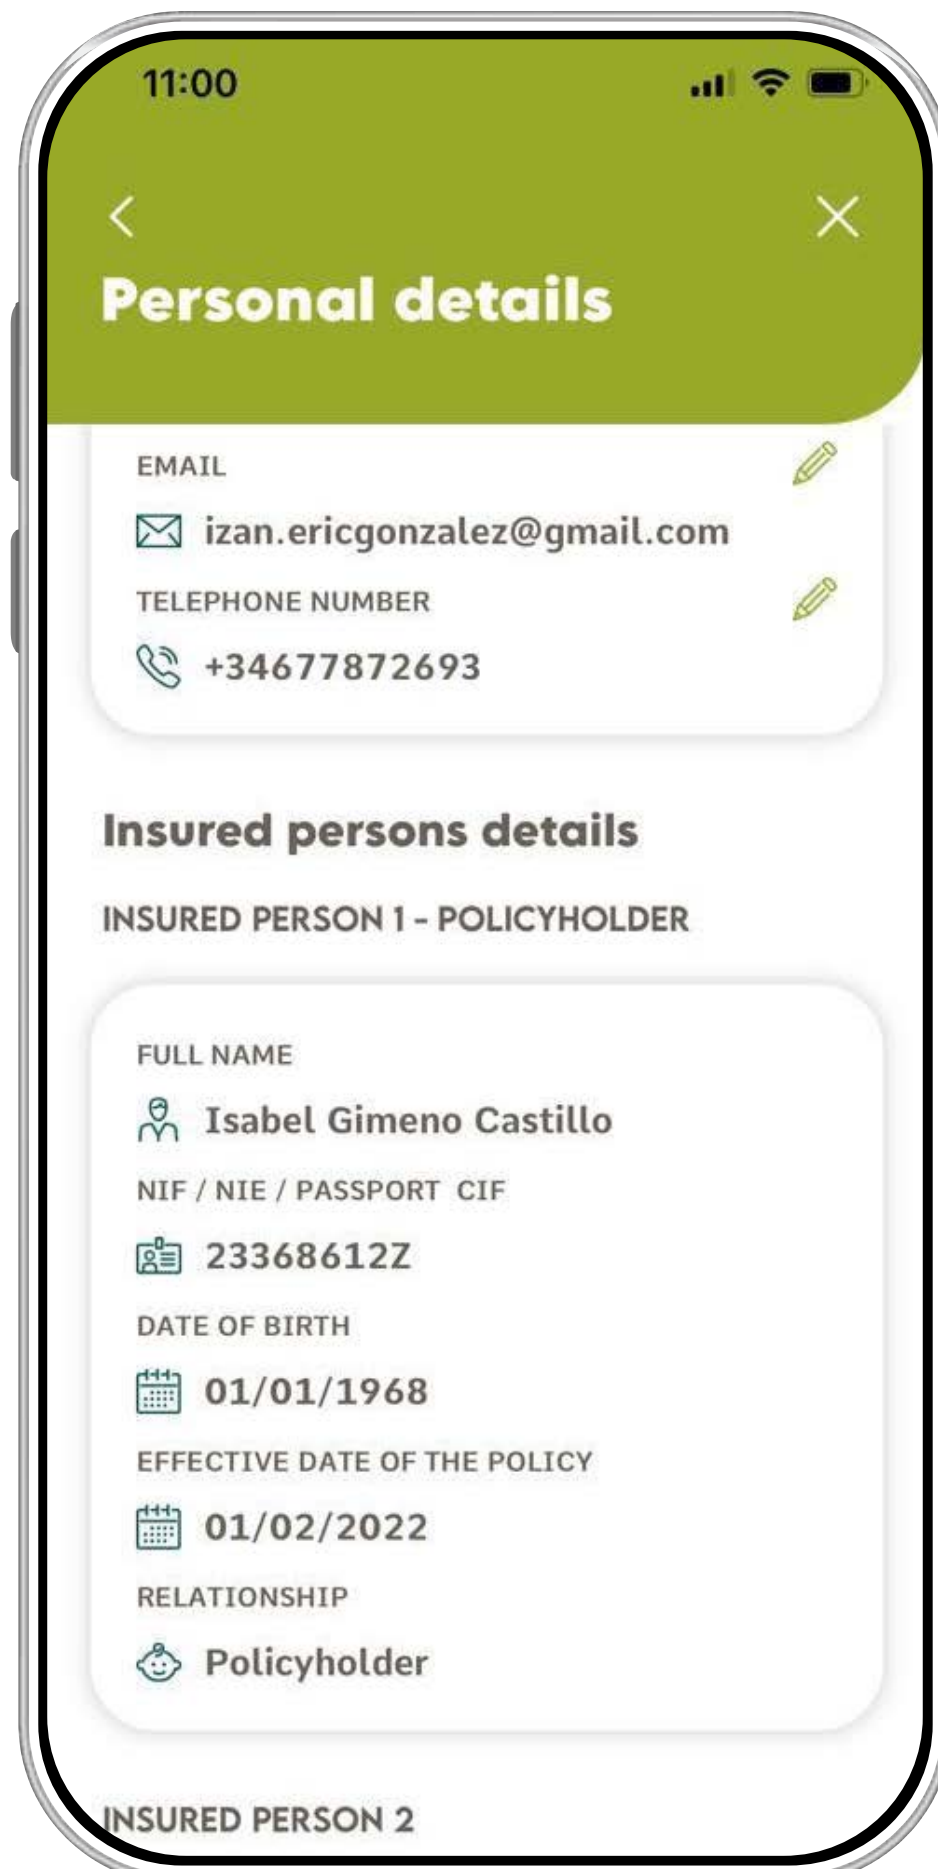 11:00
Personal details
EMAIL
izan.ericgonzalez@gmail.com
TELEPHONE NUMBER
+34677872693
Insured persons details
INSURED PERSON 1 - POLICYHOLDER
FULL NAME
Isabel Gimeno Castillo
NIF / NIE / PASSPORT CIF
23368612Z
DATE OF BIRTH
01/01/1968
EFFECTIVE DATE OF THE POLICY
01/02/2022
RELATIONSHIP
Policyholder
INSURED PERSON 2